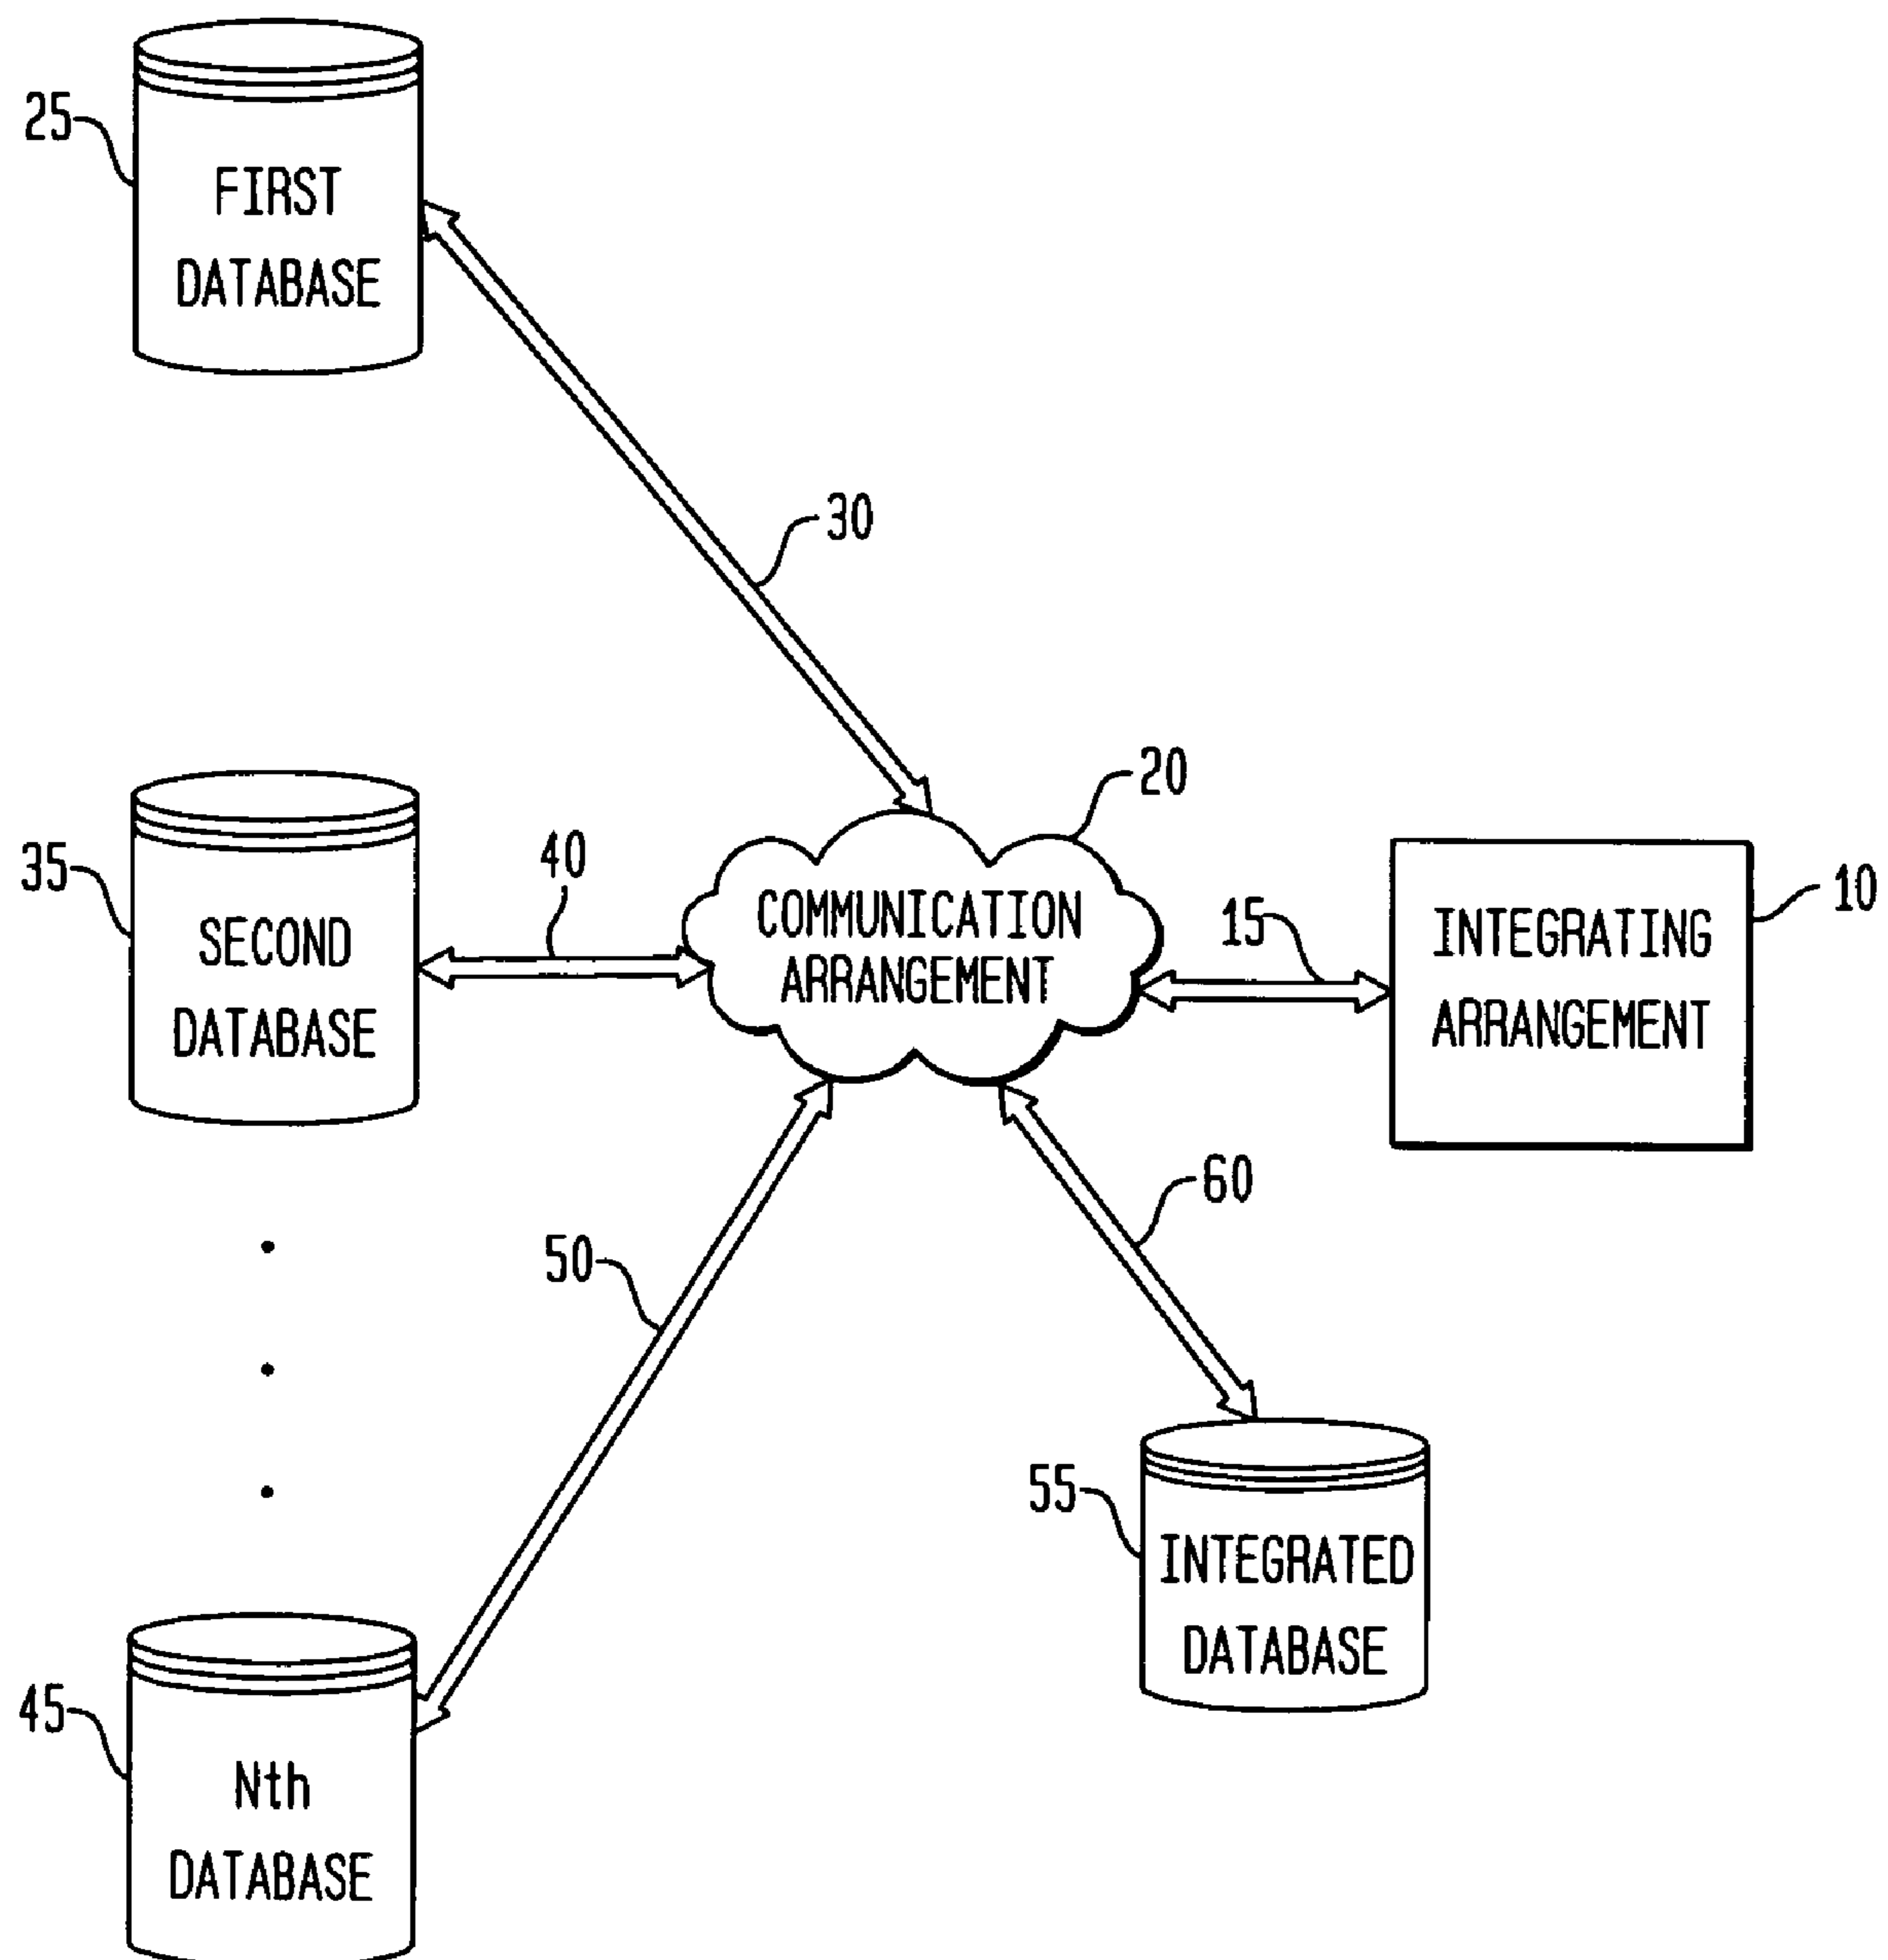 25
FIRST
DATABASE
30
20
35
SECOND
DATABASE
40
COMMUNICATION
ARRANGEMENT
15
INTEGRATING
ARRANGEMENT
10
50
60
55
INTEGRATED
DATABASE
45
Nth
DATABASE